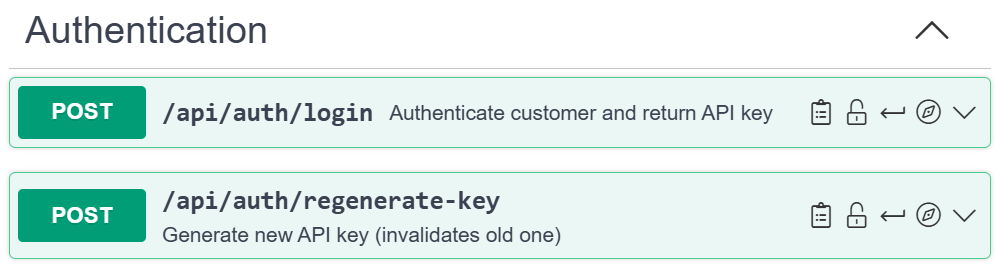 Authentication
POST /api/auth/login Authenticate customer and return API key
POST /api/auth/regenerate-key
Generate new API key (invalidates old one)